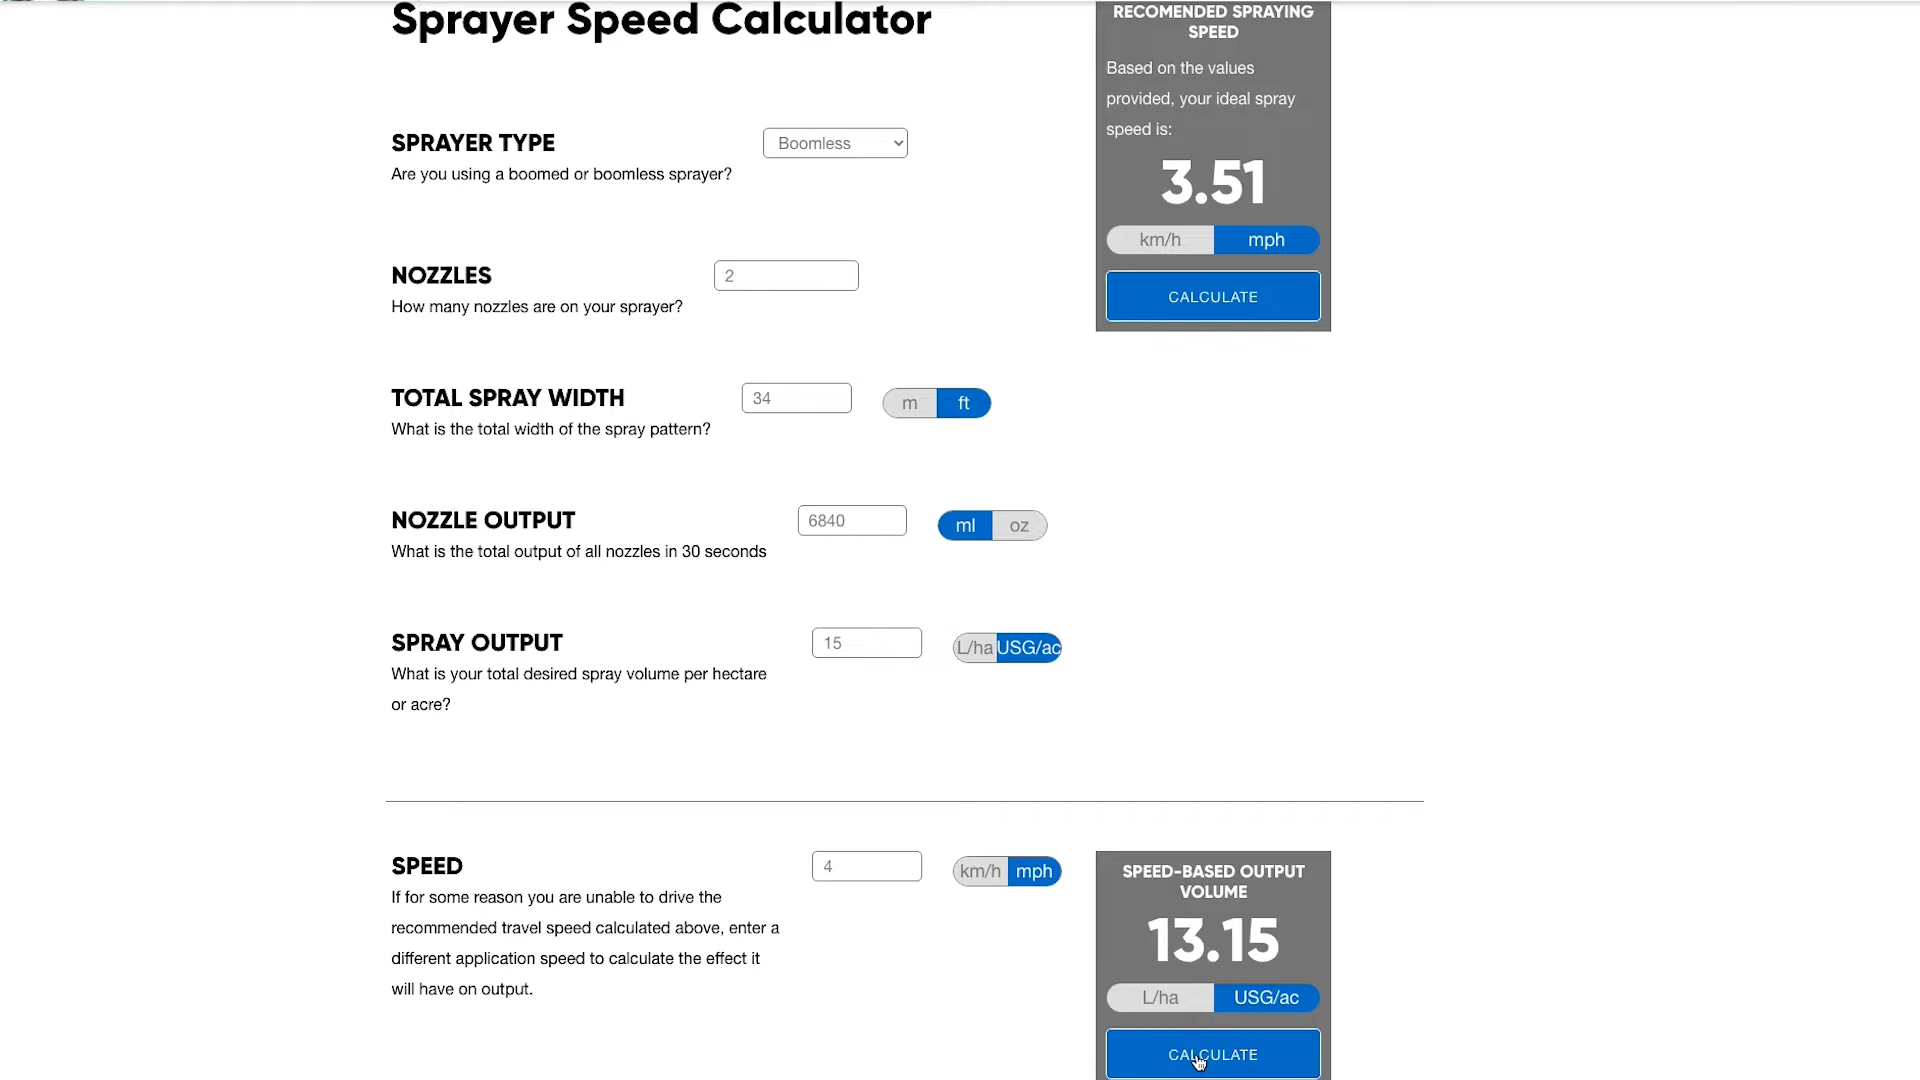 Sprayer Speed Calculator
RECOMENDED SPRAYING
SPEED
Based on the values
provided, your ideal spray
speed is:
3.51
km/h mph
CALCULATE
SPRAYER TYPE
Boomless
Are you using a boomed or boomless sprayer?
NOZZLES
2
How many nozzles are on your sprayer?
TOTAL SPRAY WIDTH
34
m ft
What is the total width of the spray pattern?
NOZZLE OUTPUT
6840
ml oz
What is the total output of all nozzles in 30 seconds
SPRAY OUTPUT
15
L/ha USG/ac
What is your total desired spray volume per hectare
or acre?
SPEED
4
km/h mph
If for some reason you are unable to drive the
recommended travel speed calculated above, enter a
different application speed to calculate the effect it
will have on output.
SPEED-BASED OUTPUT
VOLUME
13.15
L/ha USG/ac
CALCULATE